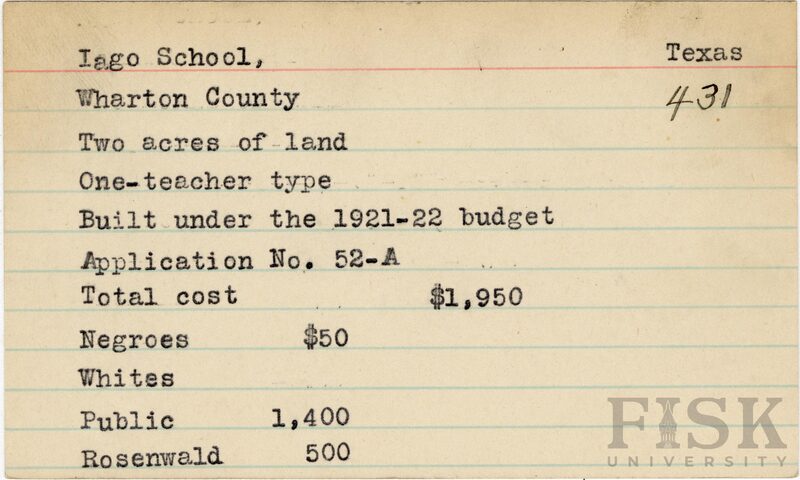 Iago School, Texas
Wharton County 431
Two acres of land
One-teacher type
Built under the 1921-22 budget
Application No. 52-A
Total cost $1,950
Negroes $50
Whites
Public 1,400
Rosenwald 500
FISK
UNIVERSITY